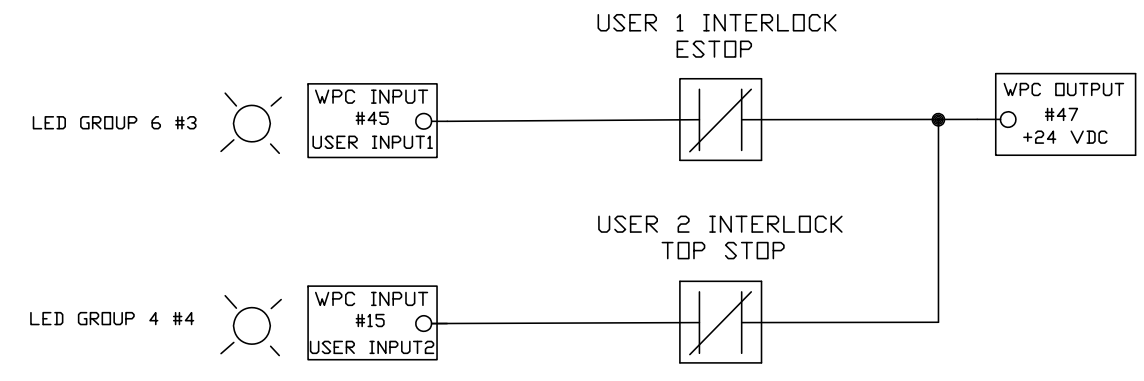 USER 1 INTERLOCK
ESTOP
LED GROUP 6 #3
WPC INPUT
#45
USER INPUT1
WPC OUTPUT
#47
+24 VDC
USER 2 INTERLOCK
TOP STOP
LED GROUP 4 #4
WPC INPUT
#15
USER INPUT2